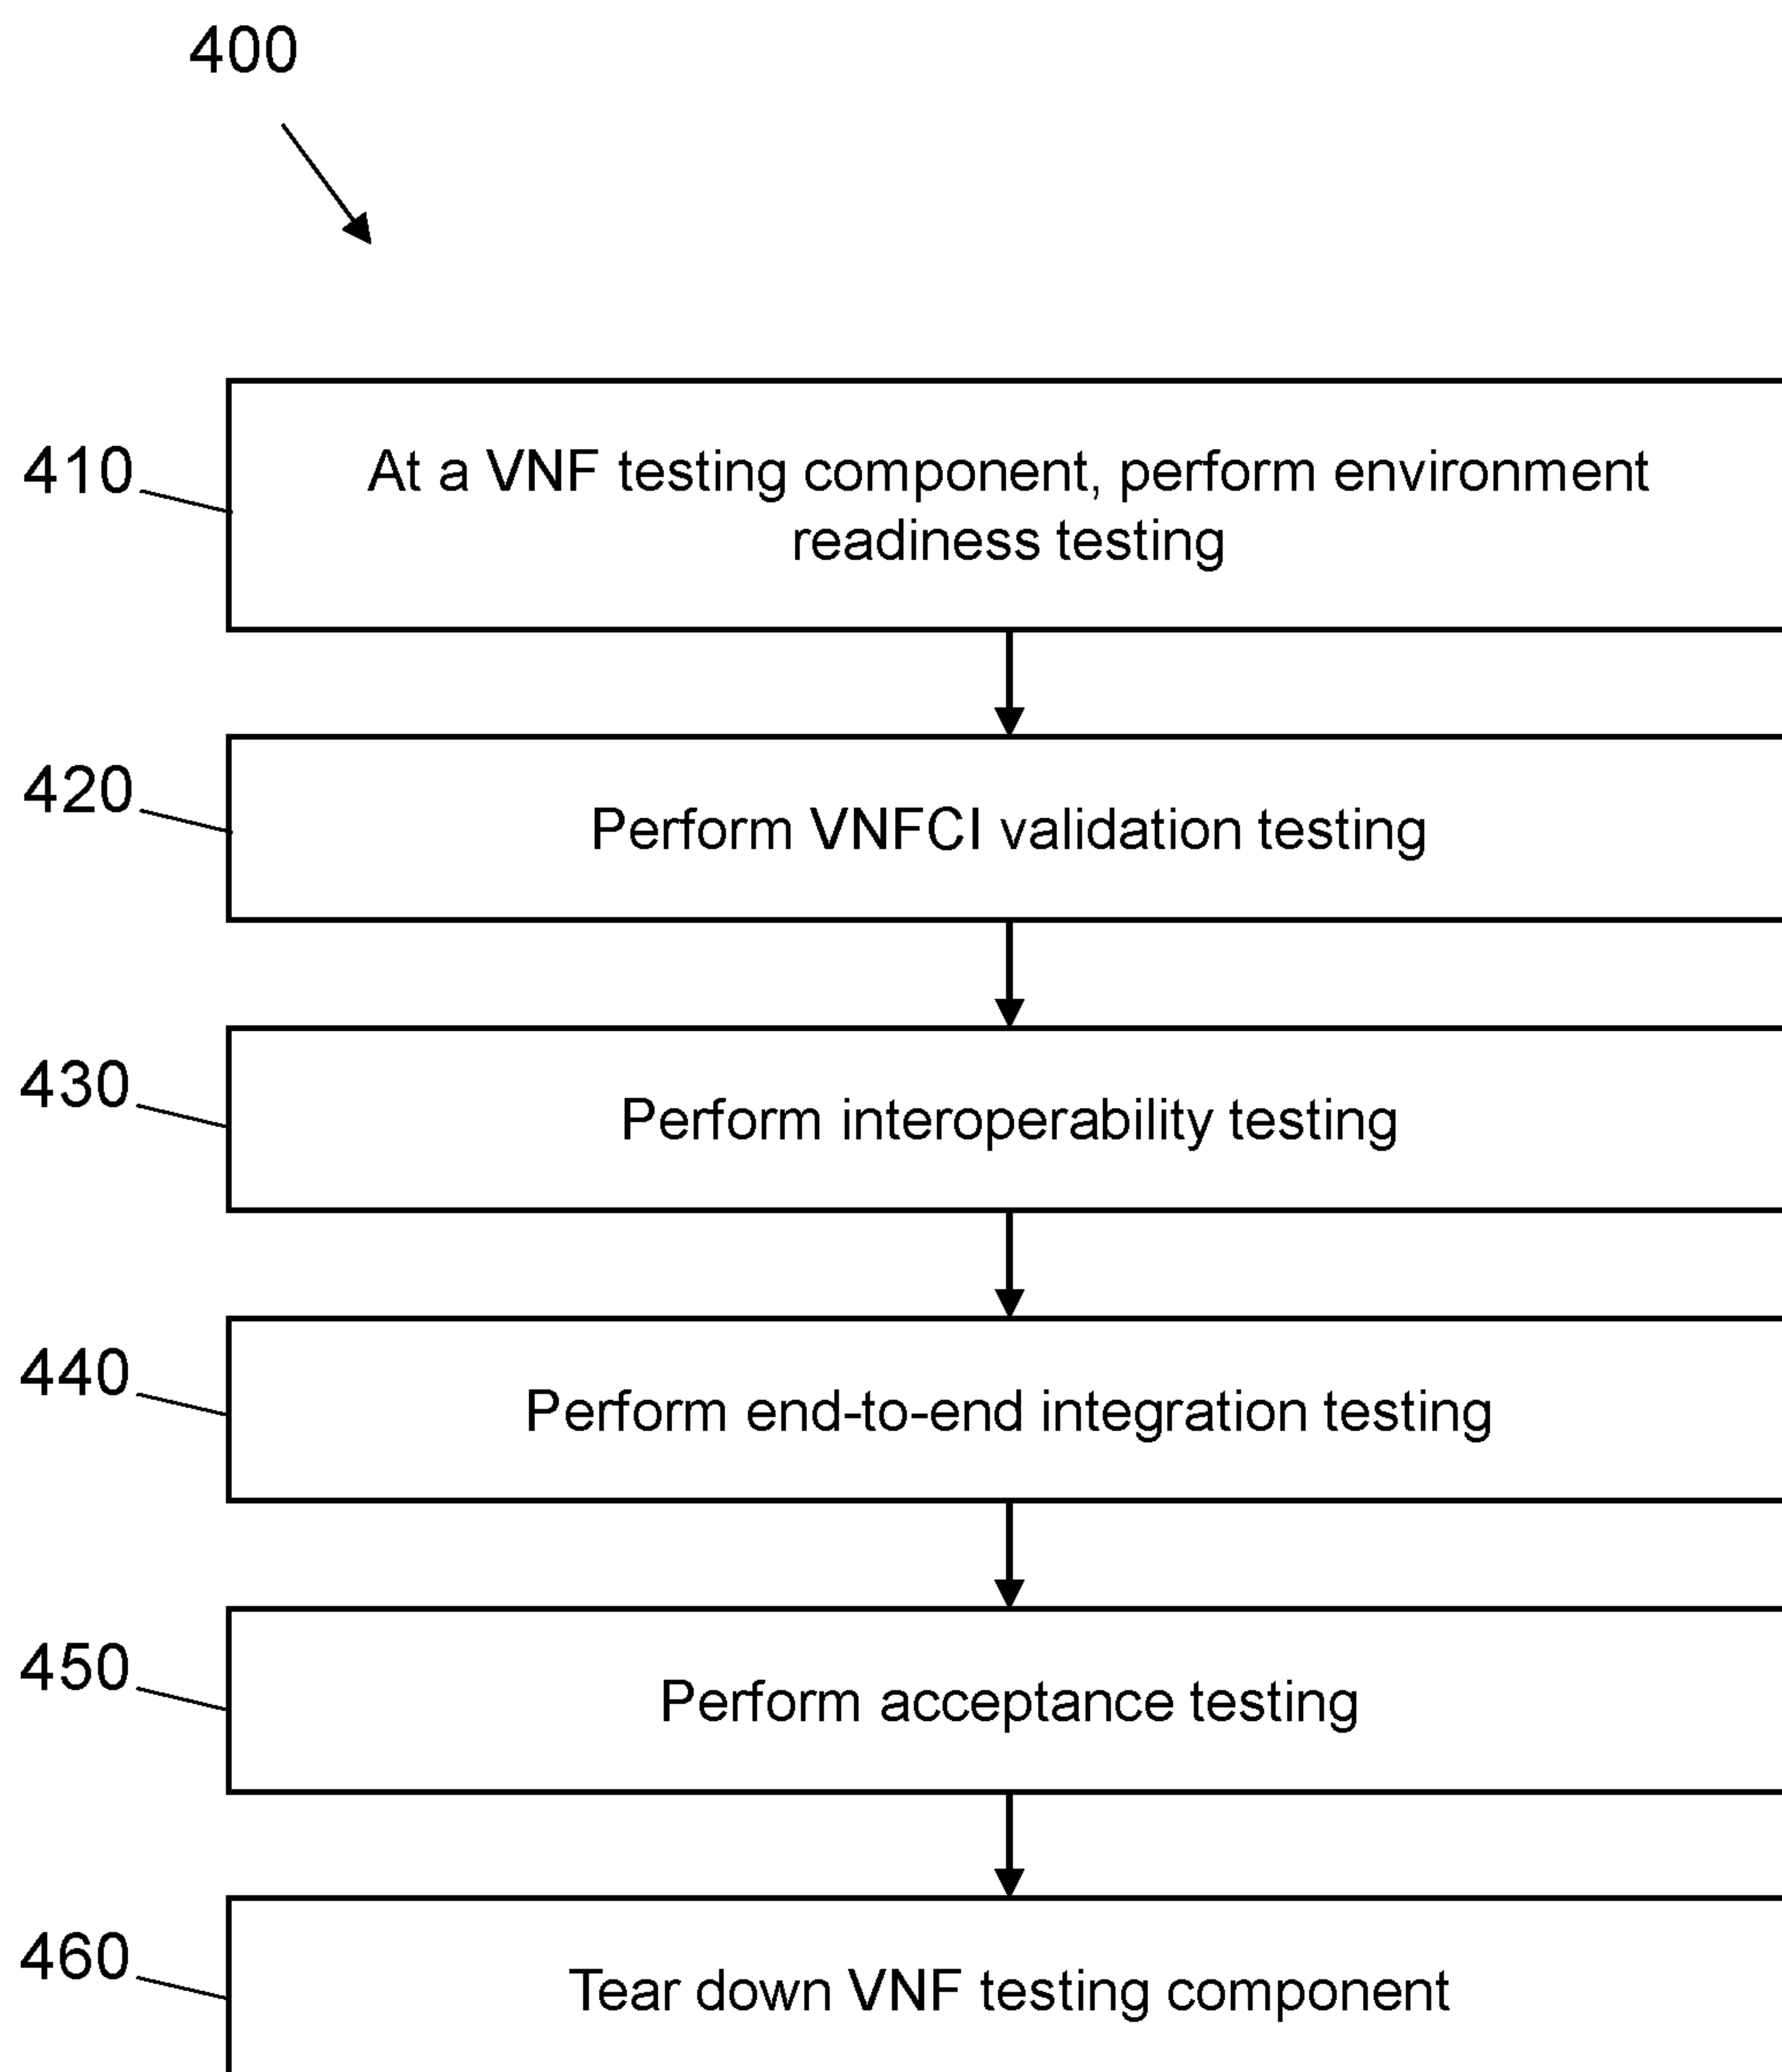 400
410
At a VNF testing component, perform environment
readiness testing
420
Perform VNFCI validation testing
430
Perform interoperability testing
440
Perform end-to-end integration testing
450
Perform acceptance testing
460
Tear down VNF testing component